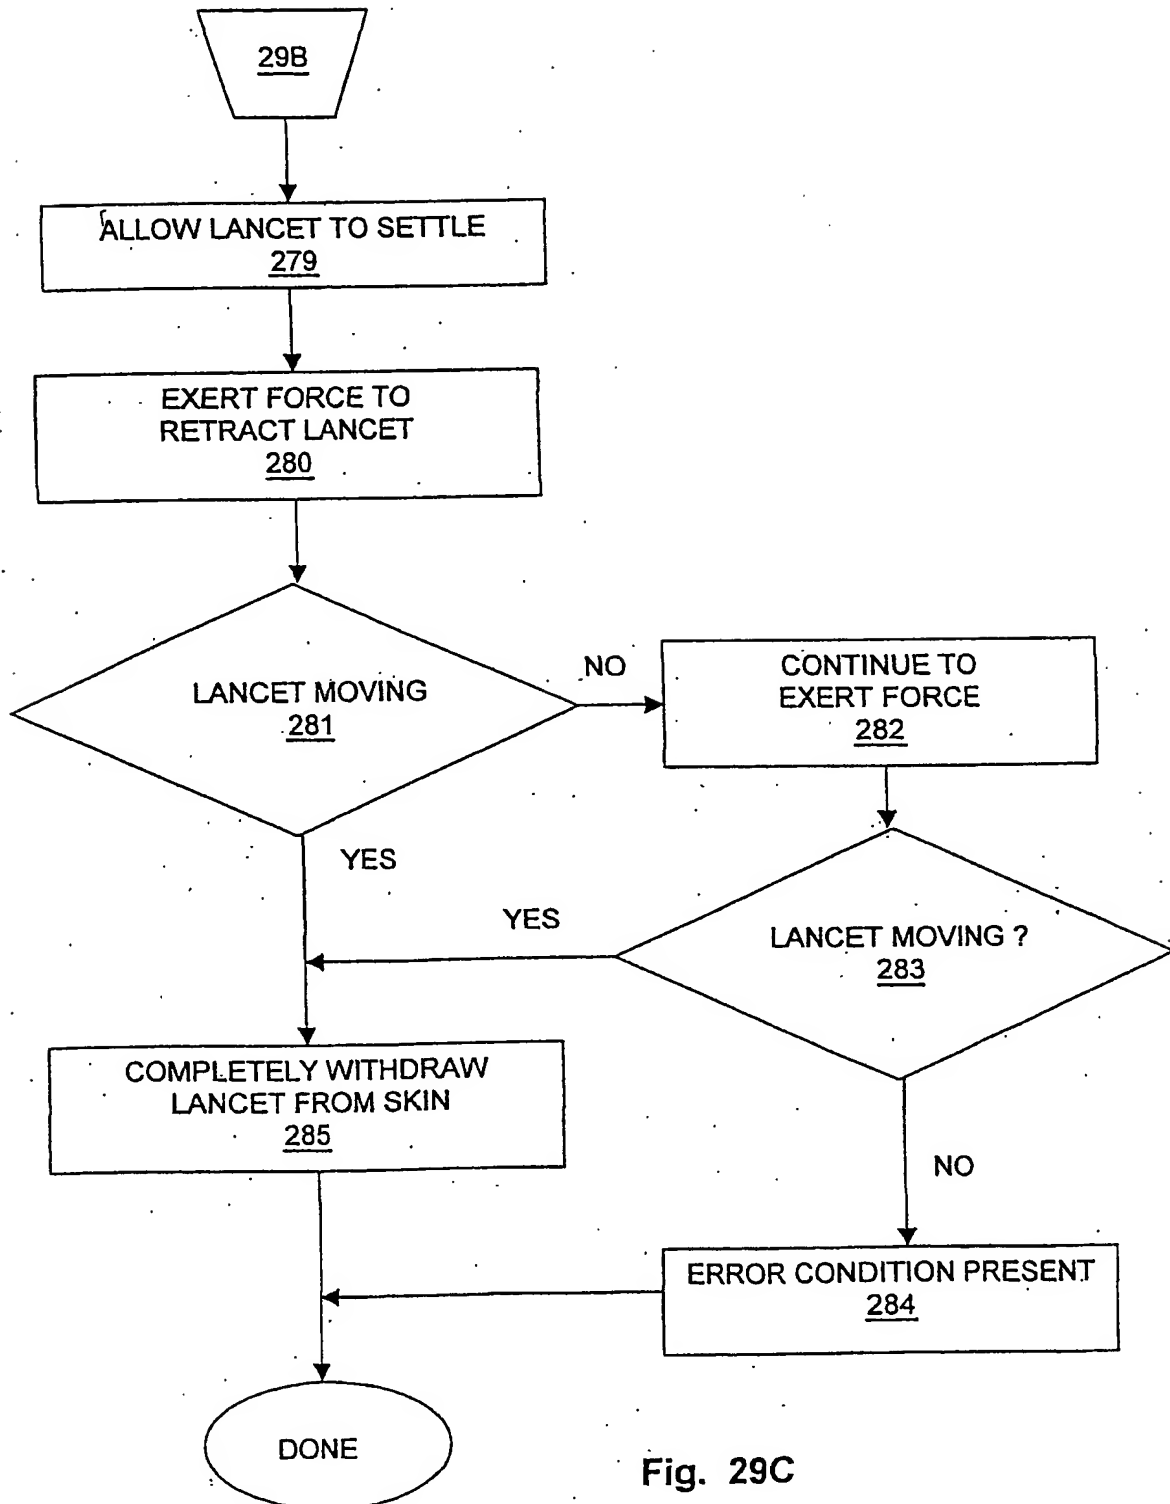 29B
ALLOW LANCET TO SETTLE
279
EXERT FORCE TO
RETRACT LANCET
280
LANCET MOVING
281
NO
CONTINUE TO
EXERT FORCE
282
YES
YES
LANCET MOVING ?
283
COMPLETELY WITHDRAW
LANCET FROM SKIN
285
NO
ERROR CONDITION PRESENT
284
DONE
Fig. 29C